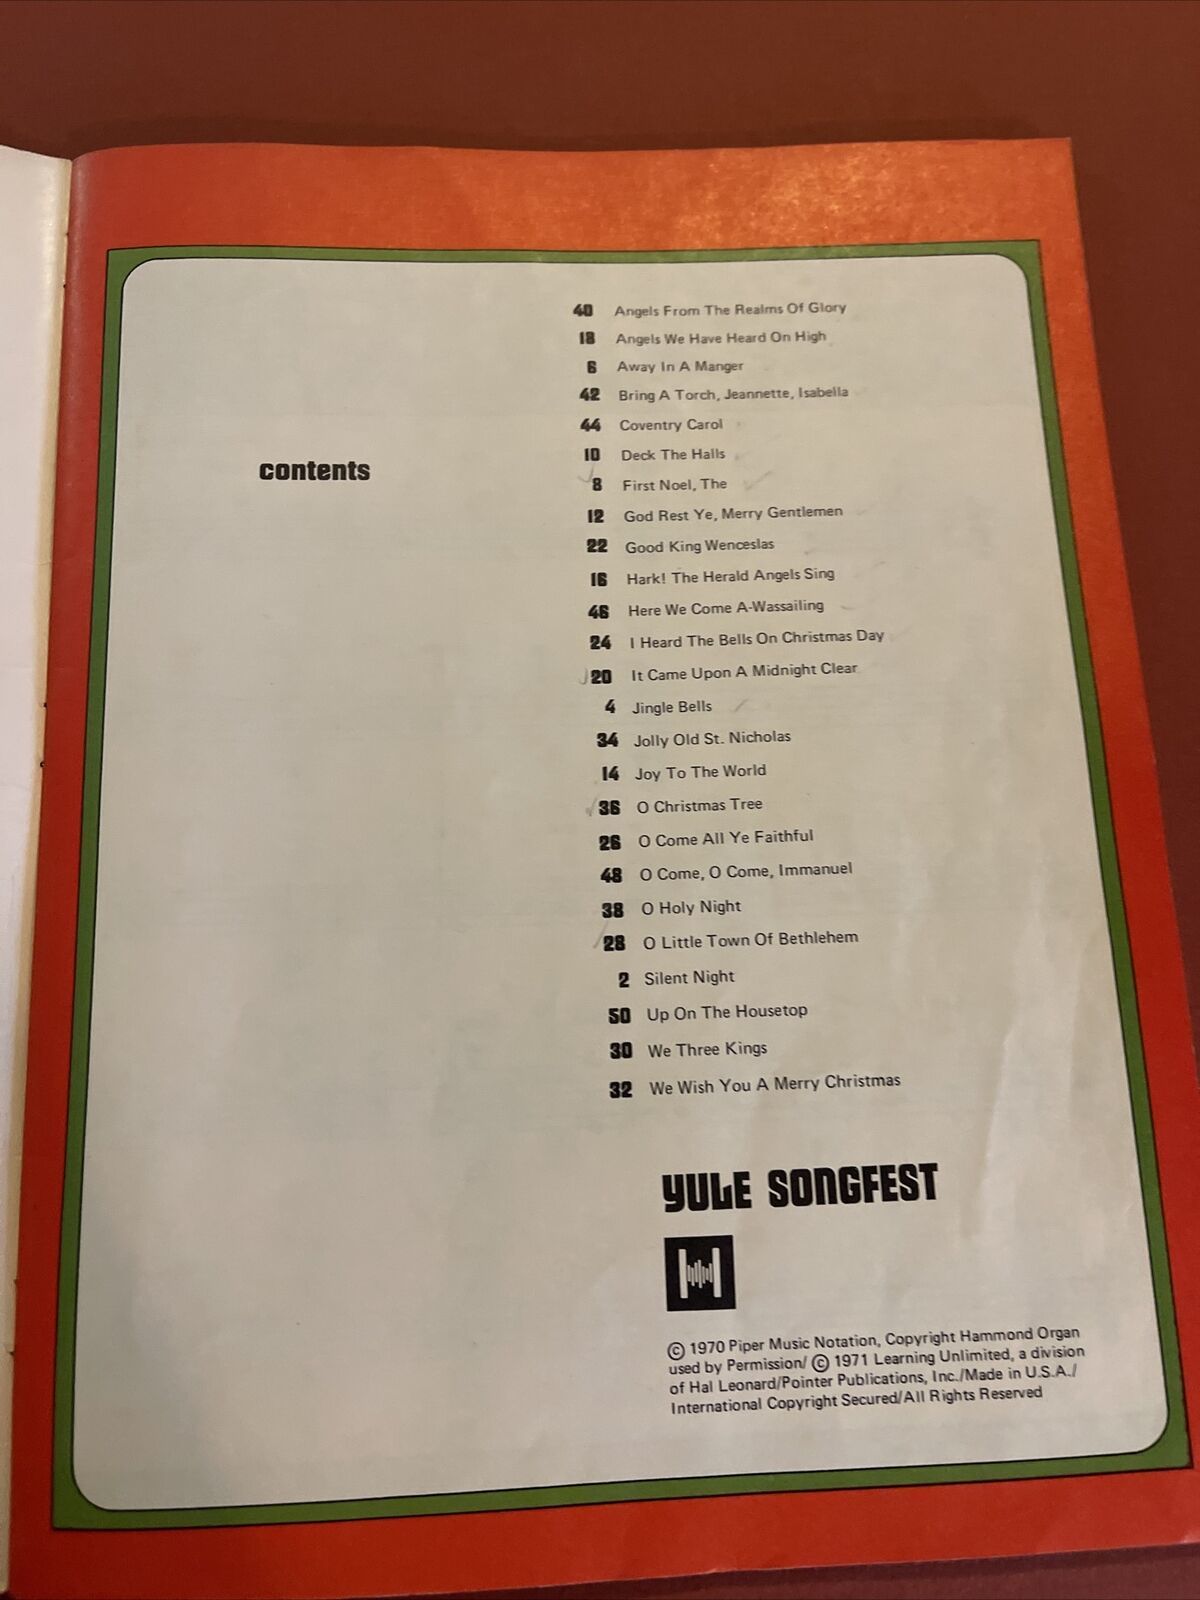 contents
40 Angels From The Realms Of Glory
18 Angels We Have Heard On High
6 Away In A Manger
42 Bring A Torch, Jeannette, Isabella
44 Coventry Carol
10 Deck The Halls
8 First Noel, The
12 God Rest Ye, Merry Gentlemen
22 Good King Wenceslas
16 Hark! The Herald Angels Sing
46 Here We Come A-Wassailing
24 I Heard The Bells On Christmas Day
20 It Came Upon A Midnight Clear
4 Jingle Bells
34 Jolly Old St. Nicholas
14 Joy To The World
36 O Christmas Tree
26 O Come All Ye Faithful
48 O Come, O Come, Immanuel
38 O Holy Night
28 O Little Town Of Bethlehem
2 Silent Night
50 Up On The Housetop
30 We Three Kings
32 We Wish You A Merry Christmas
YULE SONGFEST
© 1970 Piper Music Notation, Copyright Hammond Organ
used by Permission/ © 1971 Learning Unlimited, a division
of Hal Leonard/Pointer Publications, Inc./Made in U.S.A./
International Copyright Secured/All Rights Reserved